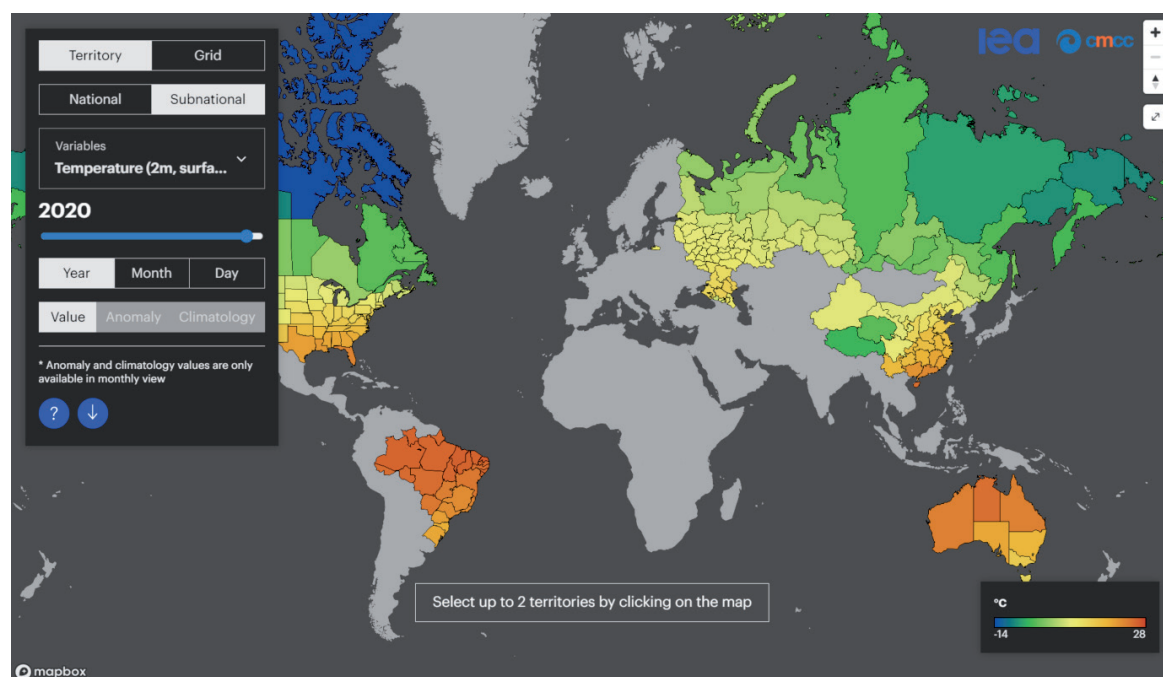 Territory
Grid
National
Subnational
Variables
Temperature (2m, surfa...
2020
Year
Month
Day
Value
Anomaly
Climatology
* Anomaly and climatology values are only
available in monthly view
?
iea
cmcc
Select up to 2 territories by clicking on the map
°C
-14
28
mapbox